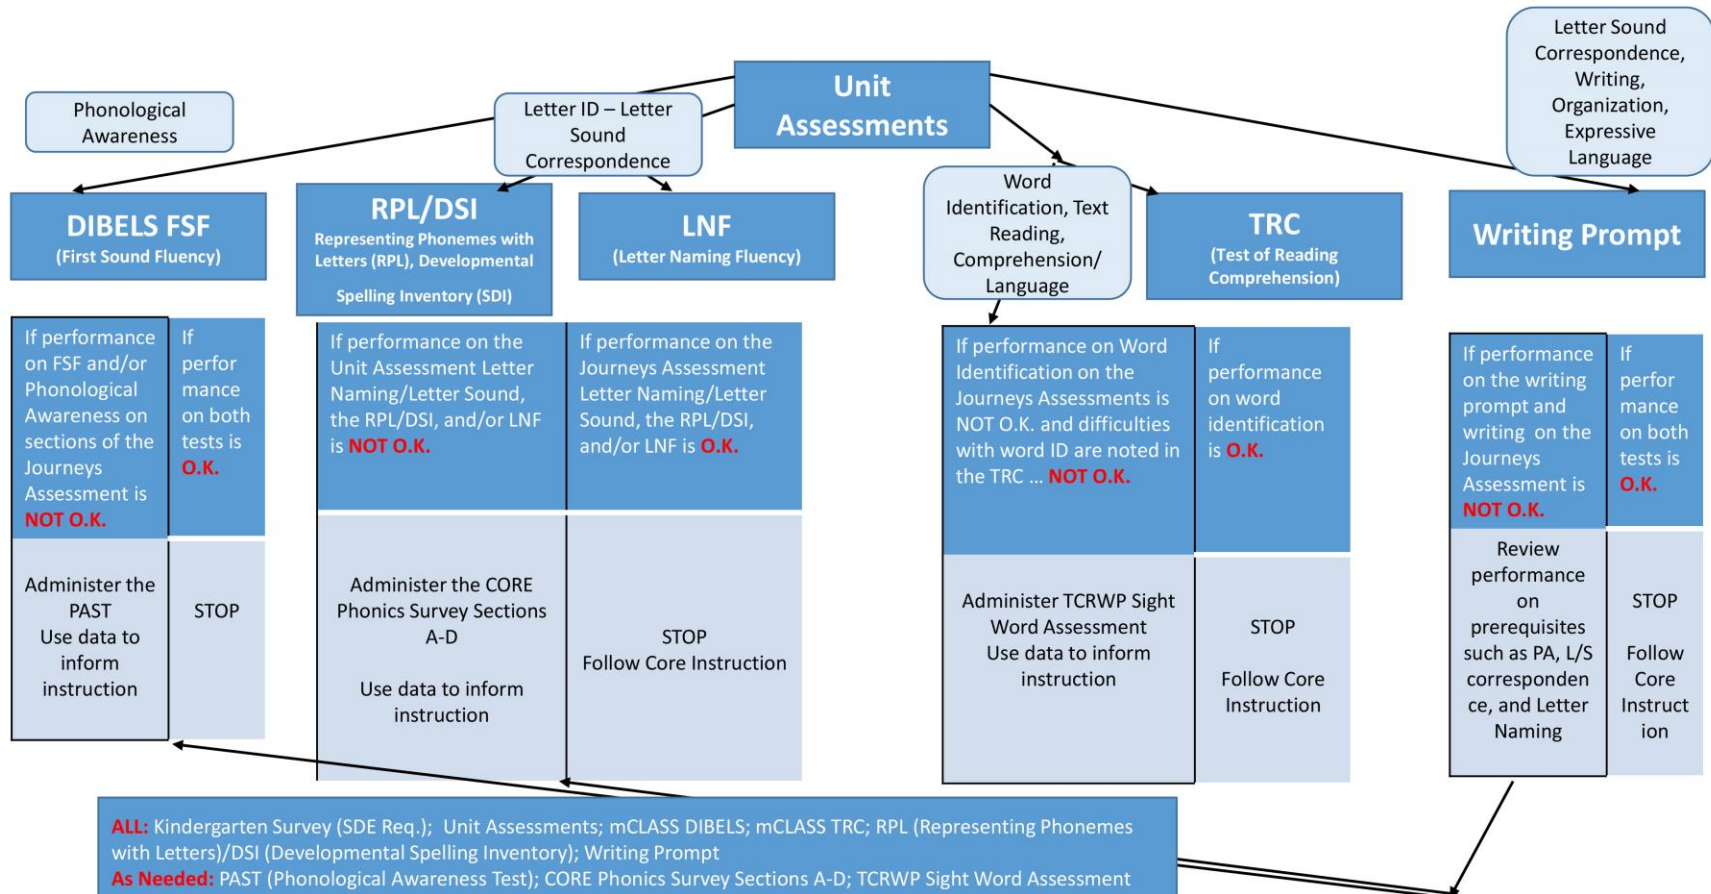 Unit
Assessments
Phonological
Awareness
Letter ID – Letter
Sound
Correspondence
Letter Sound
Correspondence,
Writing,
Organization,
Expressive
Language
DIBELS FSF
(First Sound Fluency)
RPL/DSI
Representing Phonemes with
Letters (RPL), Developmental
Spelling Inventory (SDI)
LNF
(Letter Naming Fluency)
Word
Identification, Text
Reading,
Comprehension/
Language
TRC
(Test of Reading
Comprehension)
Writing Prompt
If performance
on FSF and/or
Phonological
Awareness on
sections of the
Journeys
Assessment is
NOT O.K.
If
perfor
mance
on both
tests is
O.K.
If performance on the
Unit Assessment Letter
Naming/Letter Sound,
the RPL/DSI, and/or LNF
is NOT O.K.
If performance on the
Journeys Assessment
Letter Naming/Letter
Sound, the RPL/DSI,
and/or LNF is O.K.
If performance on Word
Identification on the
Journeys Assessments is
NOT O.K. and difficulties
with word ID are noted in
the TRC ... NOT O.K.
If
performance
on word
identification
is O.K.
If performance
on the writing
prompt and
writing on the
Journeys
Assessment is
NOT O.K.
If
perfor
mance
on both
tests is
O.K.
Administer the
PAST
Use data to
inform
instruction
STOP
Administer the CORE
Phonics Survey Sections
A-D
Use data to inform
instruction
STOP
Follow Core Instruction
Administer TCRWP Sight
Word Assessment
Use data to inform
instruction
STOP
Follow Core
Instruction
Review
performance
on
prerequisites
such as PA, L/S
corresponden
ce, and Letter
Naming
STOP
Follow
Core
Instruct
ion
ALL: Kindergarten Survey (SDE Req.); Unit Assessments; mCLASS DIBELS; mCLASS TRC; RPL (Representing Phonemes
with Letters)/DSI (Developmental Spelling Inventory); Writing Prompt
As Needed: PAST (Phonological Awareness Test); CORE Phonics Survey Sections A-D; TCRWP Sight Word Assessment